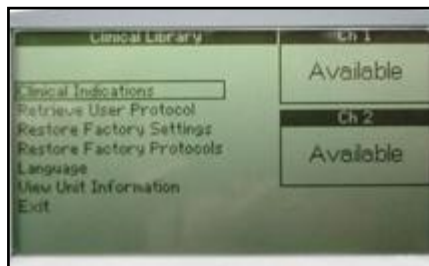 Clinical Library
Clinical Indications
Retrieve User Protocol
Restore Factory Settings
Restore Factory Protocols
Language
View Unit Information
Exit
Ch 1
Available
Ch 2
Available